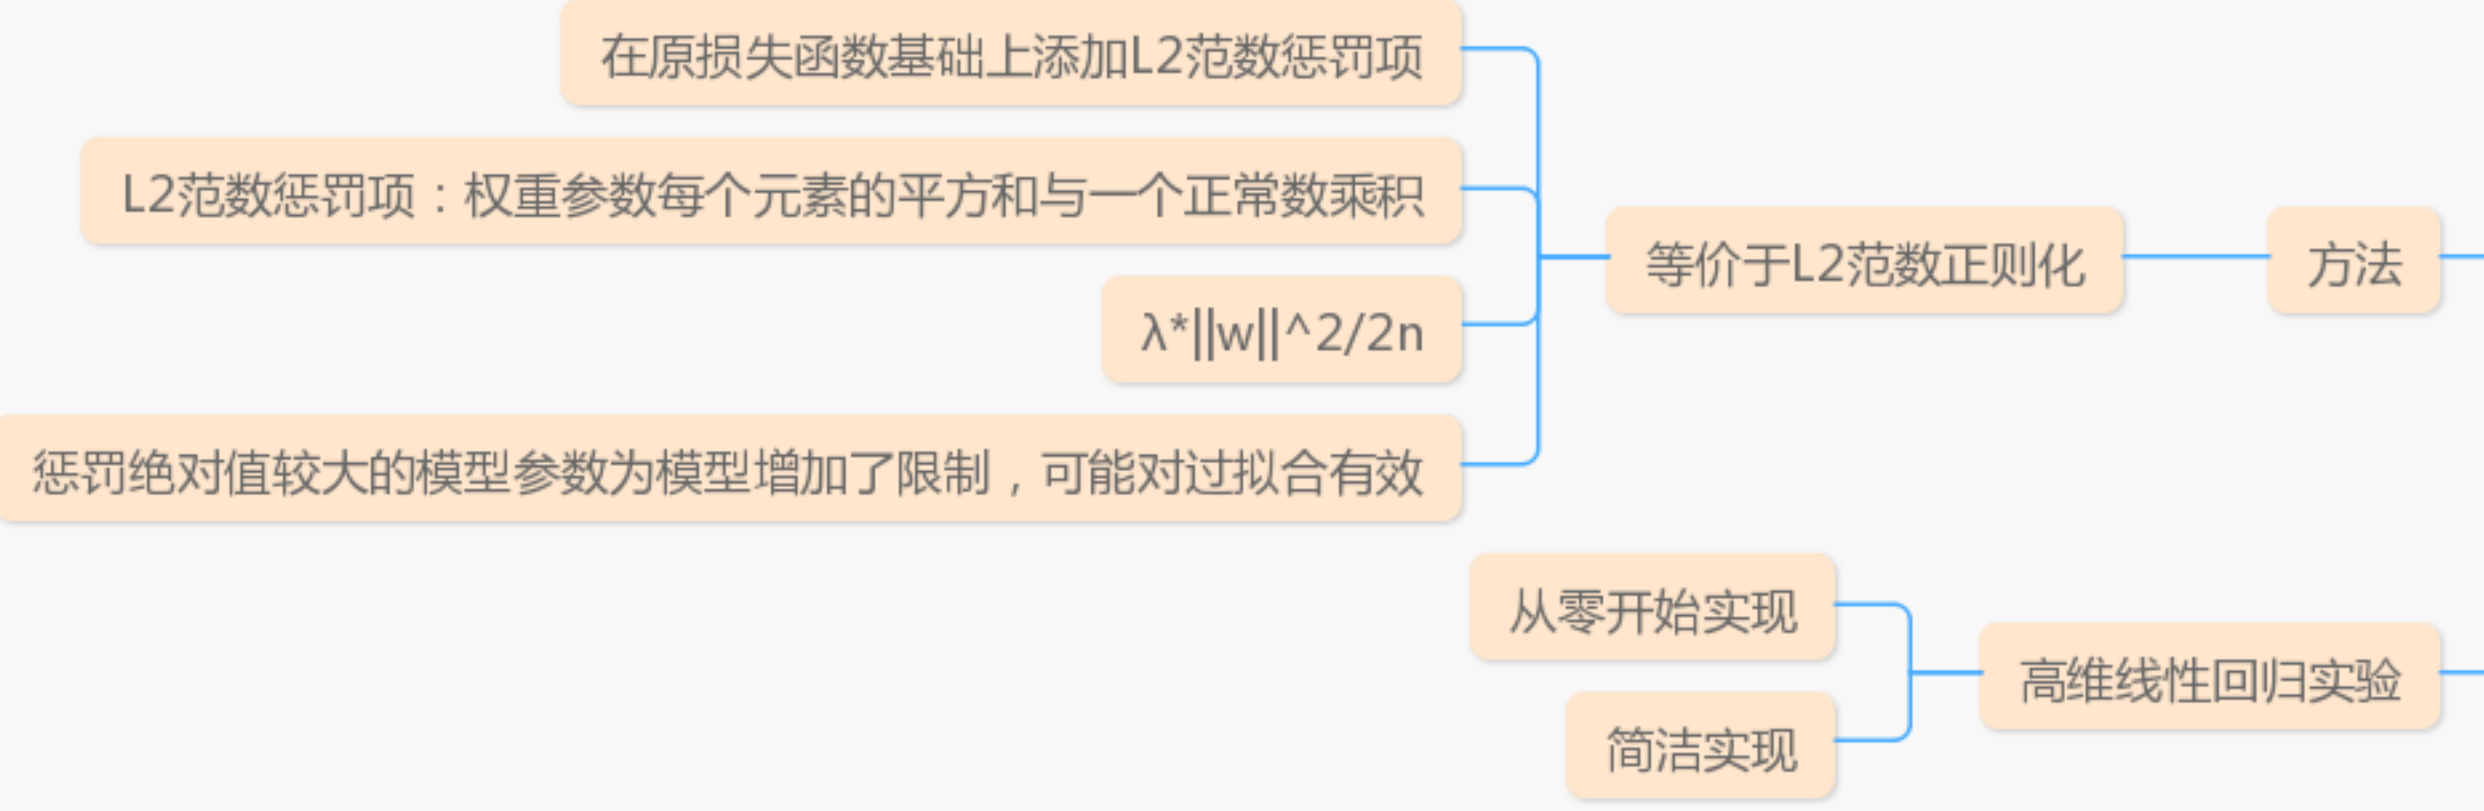 在原损失函数基础上添加L2范数惩罚项
L2范数惩罚项：权重参数每个元素的平方和与一个正常数乘积
等价于L2范数正则化
方法
λ*||w||^2/2n
惩罚绝对值较大的模型参数为模型增加了限制，可能对过拟合有效
从零开始实现
高维线性回归实验
简洁实现